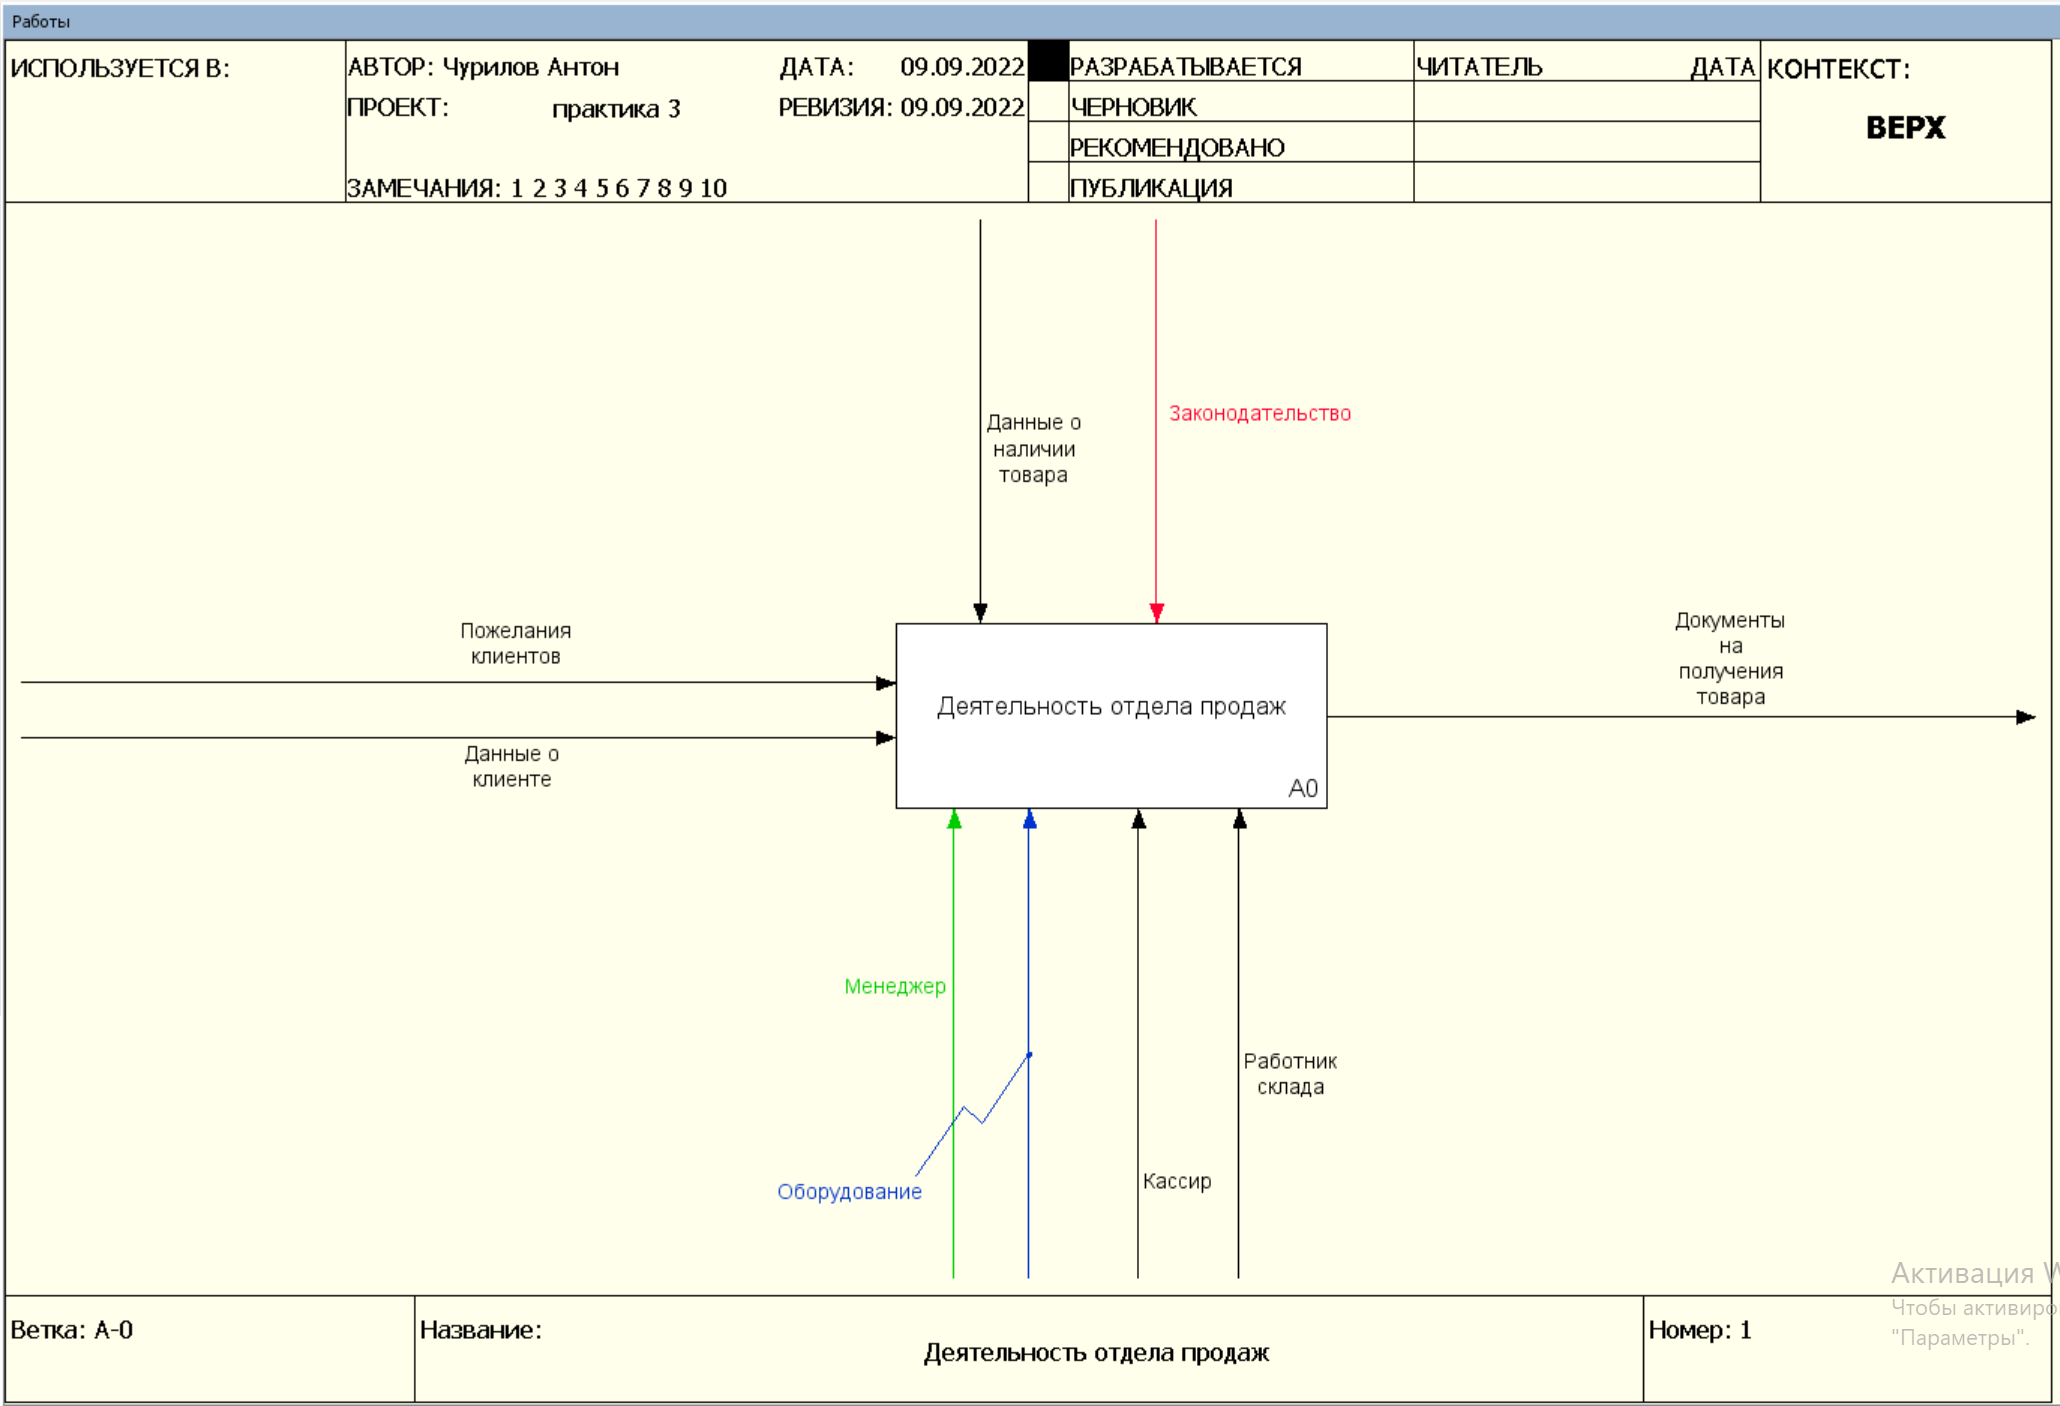 Работы
ИСПОЛЬЗУЕТСЯ В:
АВТОР: Чурилов Антон
ДАТА: 09.09.2022
ПРОЕКТ: практика 3
РЕВИЗИЯ: 09.09.2022
ЗАМЕЧАНИЯ: 1 2 3 4 5 6 7 8 9 10
РАЗРАБАТЫВАЕТСЯ
ЧЕРНОВИК
РЕКОМЕНДОВАНО
ПУБЛИКАЦИЯ
ЧИТАТЕЛЬ ДАТА
КОНТЕКСТ:
ВЕРХ
Данные о
наличии
товара
Законодательство
Пожелания
клиентов
Данные о
клиенте
Деятельность отдела продаж
A0
Документы
на
получения
товара
Менеджер
Оборудование
Кассир
Работник
склада
Ветка: A-0
Название:
Деятельность отдела продаж
Номер: 1
Активация
Чтобы
"Параметры".